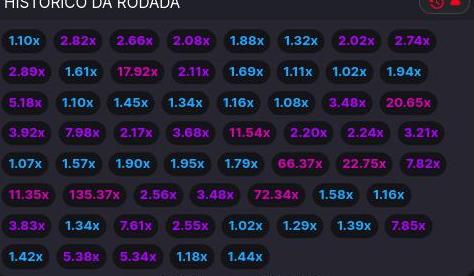 HISTÓRICO DA RODADA
1.10x 2.82x 2.66x 2.08x 1.88x 1.32x 2.02x 2.74x
2.89x 1.61x 17.92x 2.11x 1.69x 1.11x 1.02x 1.94x
5.18x 1.10x 1.45x 1.34x 1.16x 1.08x 3.48x 20.65x
3.92x 7.98x 2.17x 3.68x 11.54x 2.20x 2.24x 3.21x
1.07x 1.57x 1.90x 1.95x 1.79x 66.37x 22.75x 7.82x
11.35x 135.37x 2.56x 3.48x 72.34x 1.58x 1.16x
3.83x 1.34x 7.61x 2.55x 1.02x 1.29x 1.39x 7.85x
1.42x 5.38x 5.34x 1.18x 1.44x